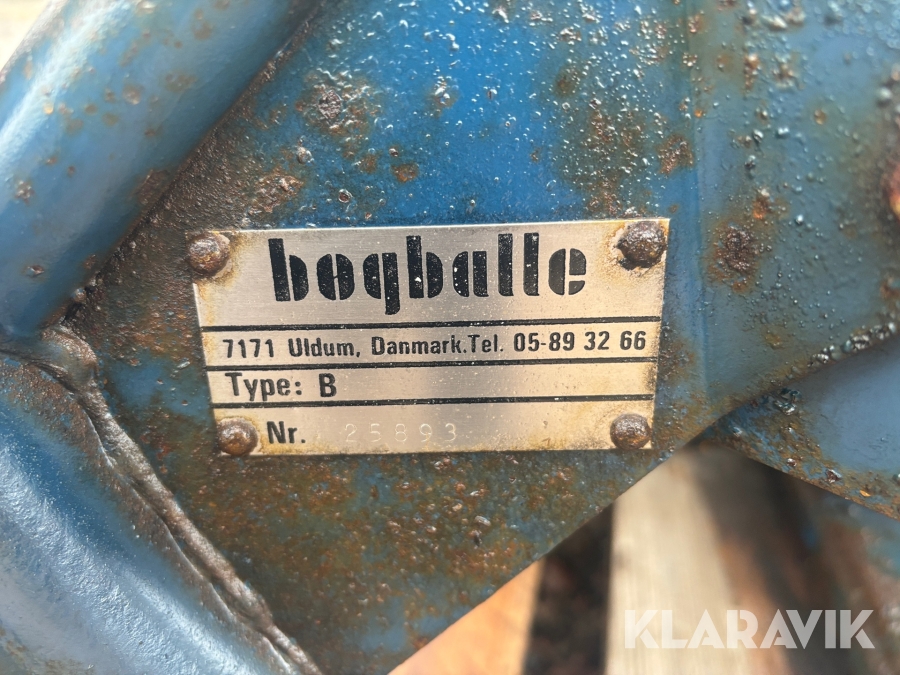 bogballe
7171 Uldum, Danmark.Tel. 05-89 32 66
Type: B
Nr. 25893
KLARAVIK